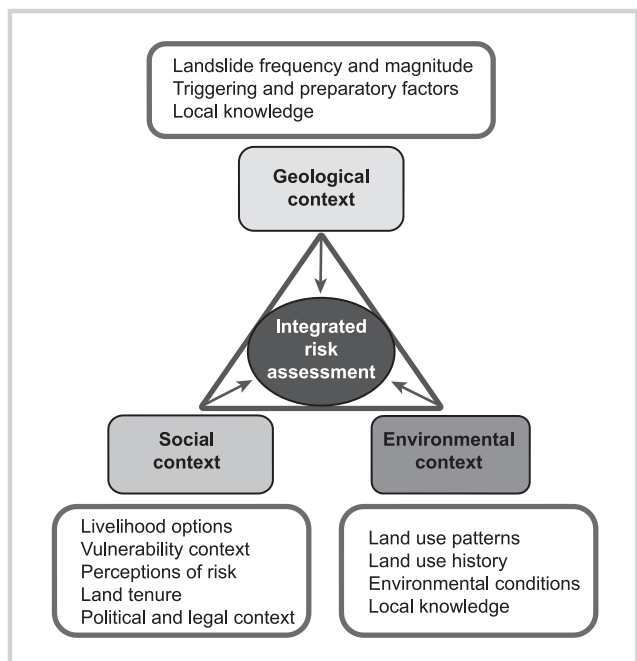 Landslide frequency and magnitude
Triggering and preparatory factors
Local knowledge
Geological
context
Integrated
risk
assessment
Social
context
Environmental
context
Livelihood options
Vulnerability context
Perceptions of risk
Land tenure
Political and legal context
Land use patterns
Land use history
Environmental conditions
Local knowledge